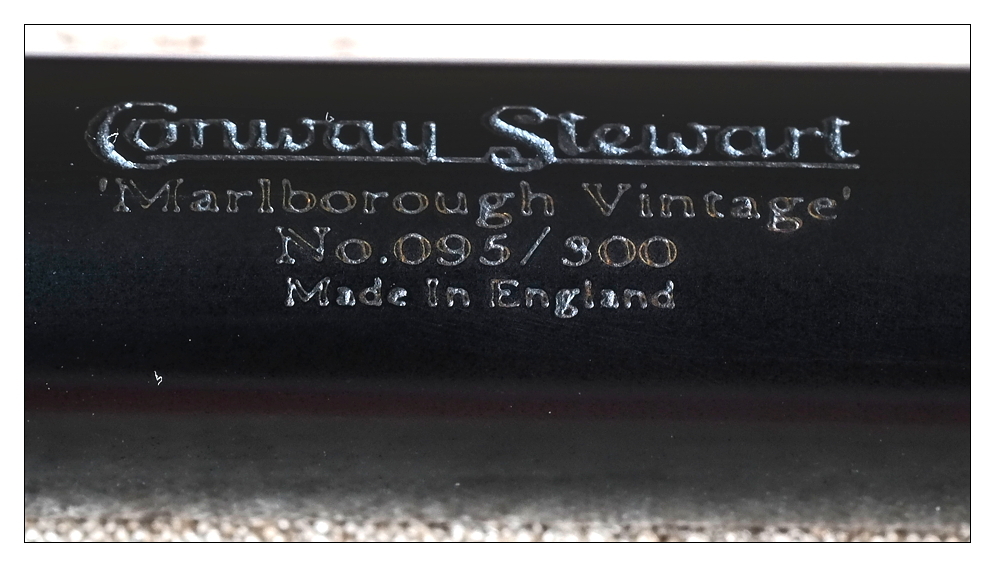 Conway Stewart
'Marlborough Vintage'
No.095/300
Made In England